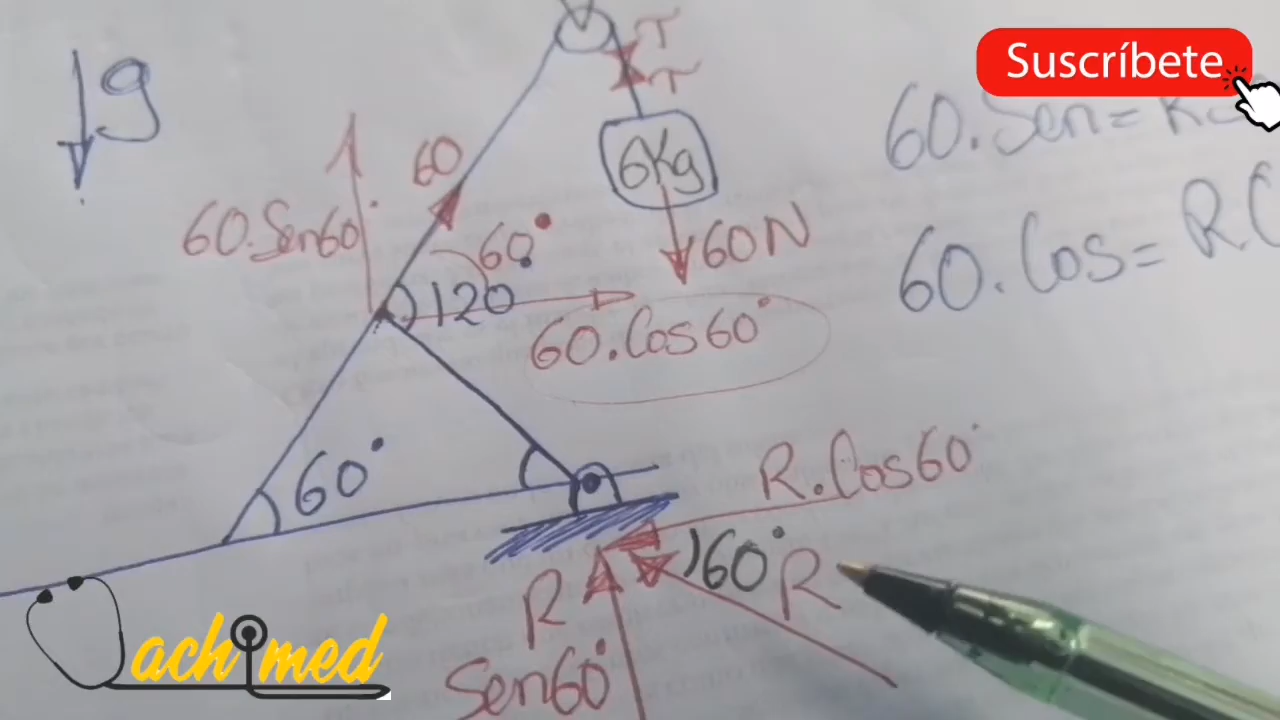 Suscríbete
g
T
T
60
6Kg
60.Sen=
60.Sen60°
60°
60N
120
60.Cos=R.
60.Cos60°
60°
R.Cos60°
60°
R
R
Sen60°
achimed